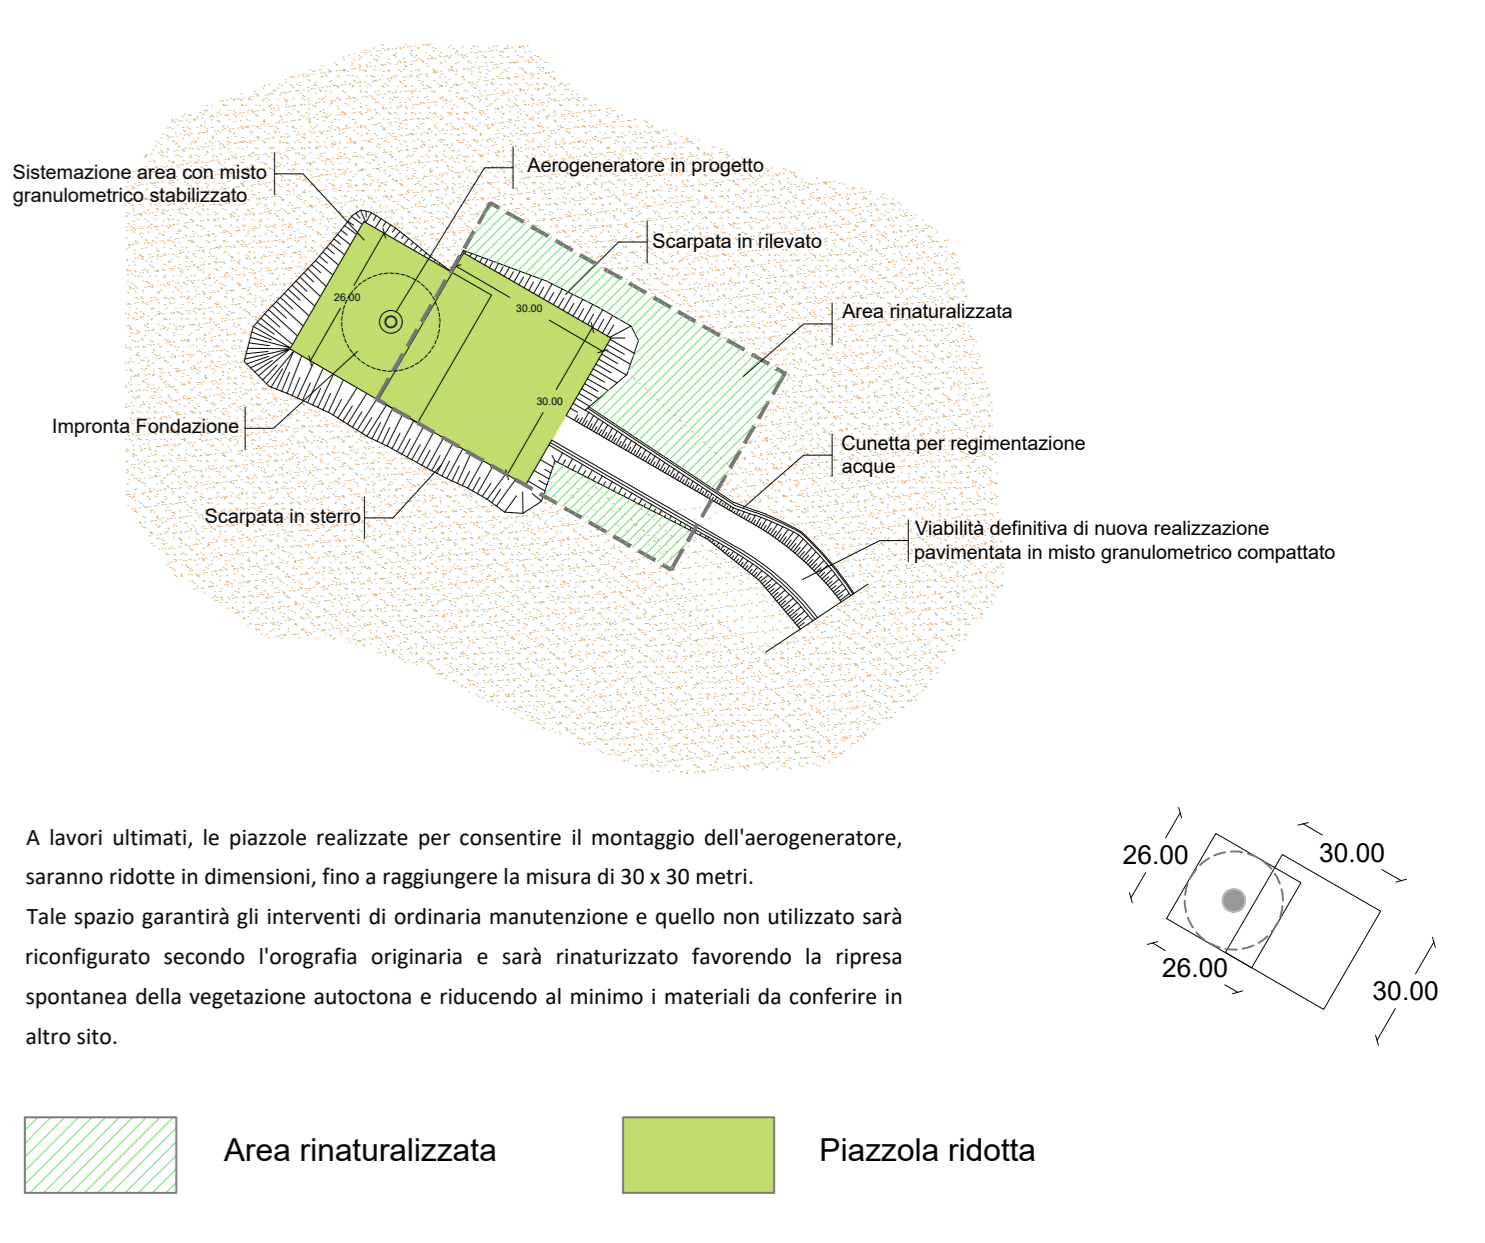 Aerogeneratore in progetto
Sistemazione area con misto
granulometrico stabilizzato
Scarpata in rilevato
26.00
30.00
Area rinaturalizzata
30.00
Impronta Fondazione
Cunetta per regimentazione
acque
Scarpata in sterro
Viabilità definitiva di nuova realizzazione
pavimentata in misto granulometrico compattato
A lavori ultimati, le piazzole realizzate per consentire il montaggio dell'aerogeneratore,
saranno ridotte in dimensioni, fino a raggiungere la misura di 30 x 30 metri.
Tale spazio garantirà gli interventi di ordinaria manutenzione e quello non utilizzato sarà
riconfigurato secondo l'orografia originaria e sarà rinaturizzato favorendo la ripresa
spontanea della vegetazione autoctona e riducendo al minimo i materiali da conferire in
altro sito.
26.00
30.00
26.00
30.00
Area rinaturalizzata
Piazzola ridotta